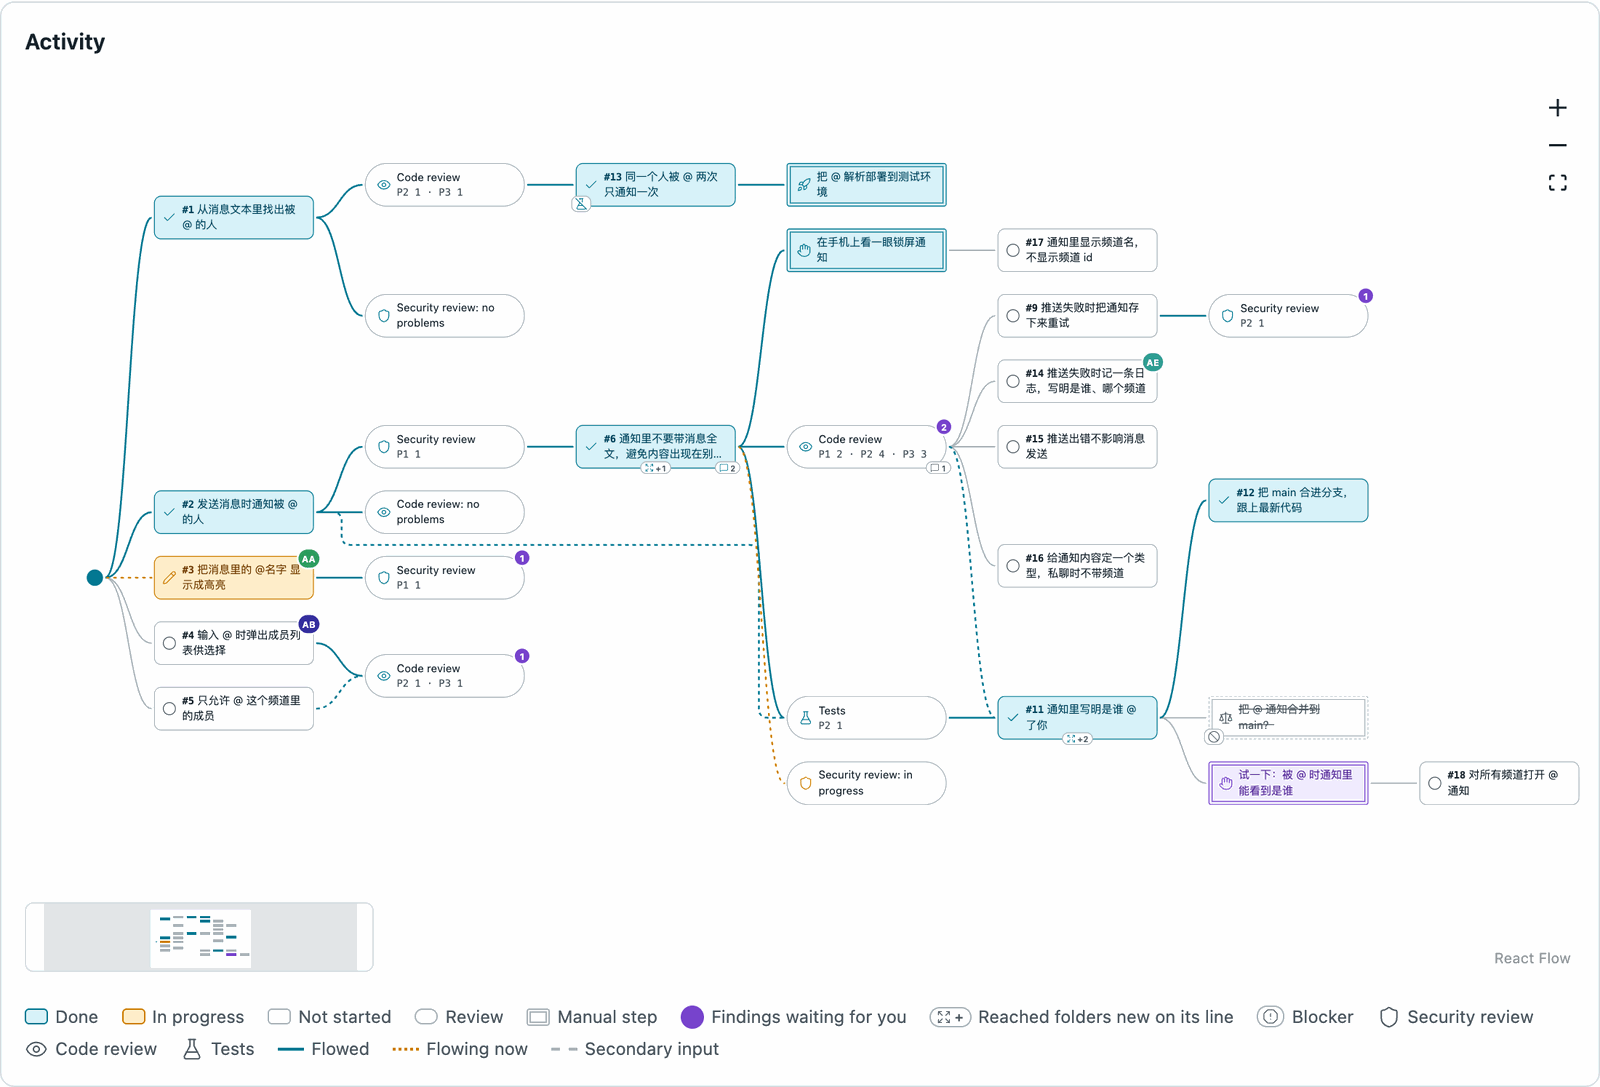 Activity
Code review
P2 1 · P3 1
#13 同一个人被 @ 两次
只通知一次
把 @ 解析部署到测试环
境
#1 从消息文本里找出被
@ 的人
在手机上看一眼锁屏通
知
#17 通知里显示频道名，
不显示频道 id
Security review: no
problems
#9 推送失败时把通知存
下来重试
Security review
P2 1
1
#14 推送失败时记一条日
志，写明是谁、哪个频道
AE
Security review
P1 1
#6 通知里不要带消息全
文，避免内容出现在别...
+1
2
Code review
P1 2 · P2 4 · P3 3
2
1
#15 推送出错不影响消息
发送
#12 把 main 合进分支，
跟上最新代码
#2 发送消息时通知被 @
的人
Code review: no
problems
#3 把消息里的 @名字 显
示成高亮
AA
Security review
P1 1
1
#16 给通知内容定一个类
型，私聊时不带频道
#4 输入 @ 时弹出成员列
表供选择
AB
Code review
P2 1 · P3 1
1
#5 只允许 @ 这个频道里
的成员
Tests
P2 1
#11 通知里写明是谁 @
了你
+2
把 @ 通知合并到
main?
Security review: in
progress
试一下：被 @ 时通知里
能看到是谁
#18 对所有频道打开 @
通知
React Flow
Done
In progress
Not started
Review
Manual step
Findings waiting for you
+
Reached folders new on its line
Blocker
Security review
Code review
Tests
Flowed
Flowing now
Secondary input